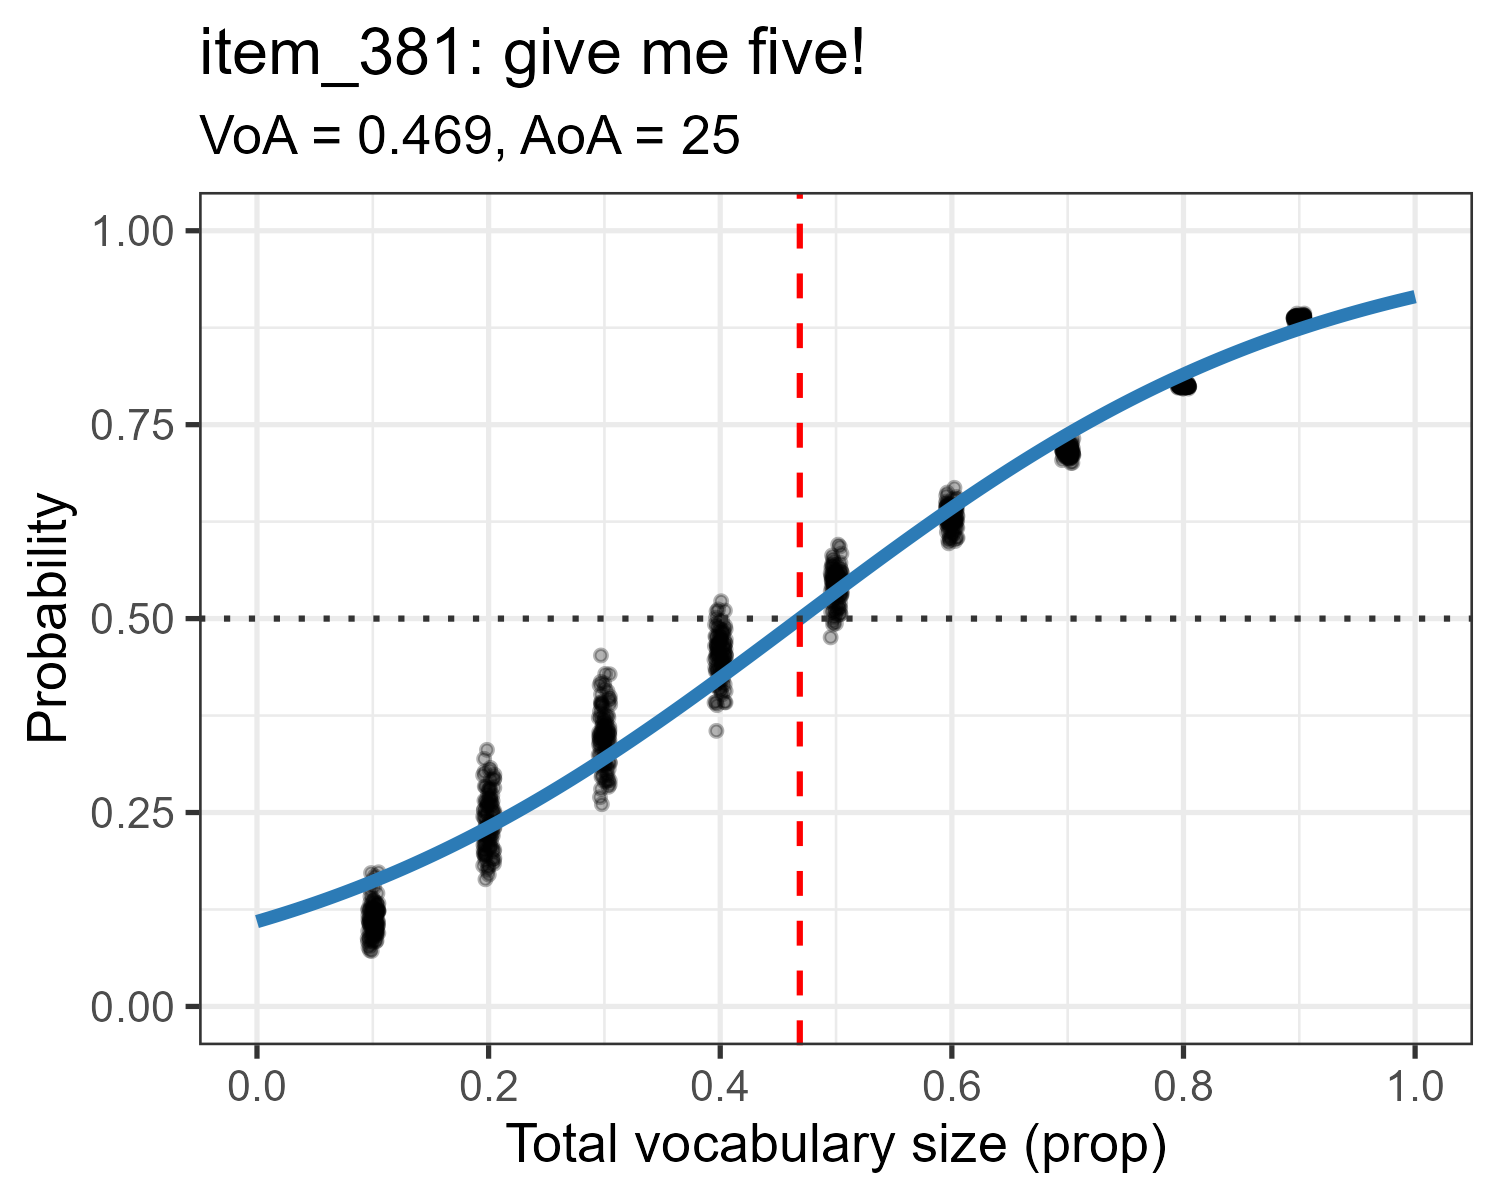 item_381: give me five!
VoA = 0.469, AoA = 25
1.00
0.75
0.50
0.25
0.00
Probability
0.0 0.2 0.4 0.6 0.8 1.0
Total vocabulary size (prop)